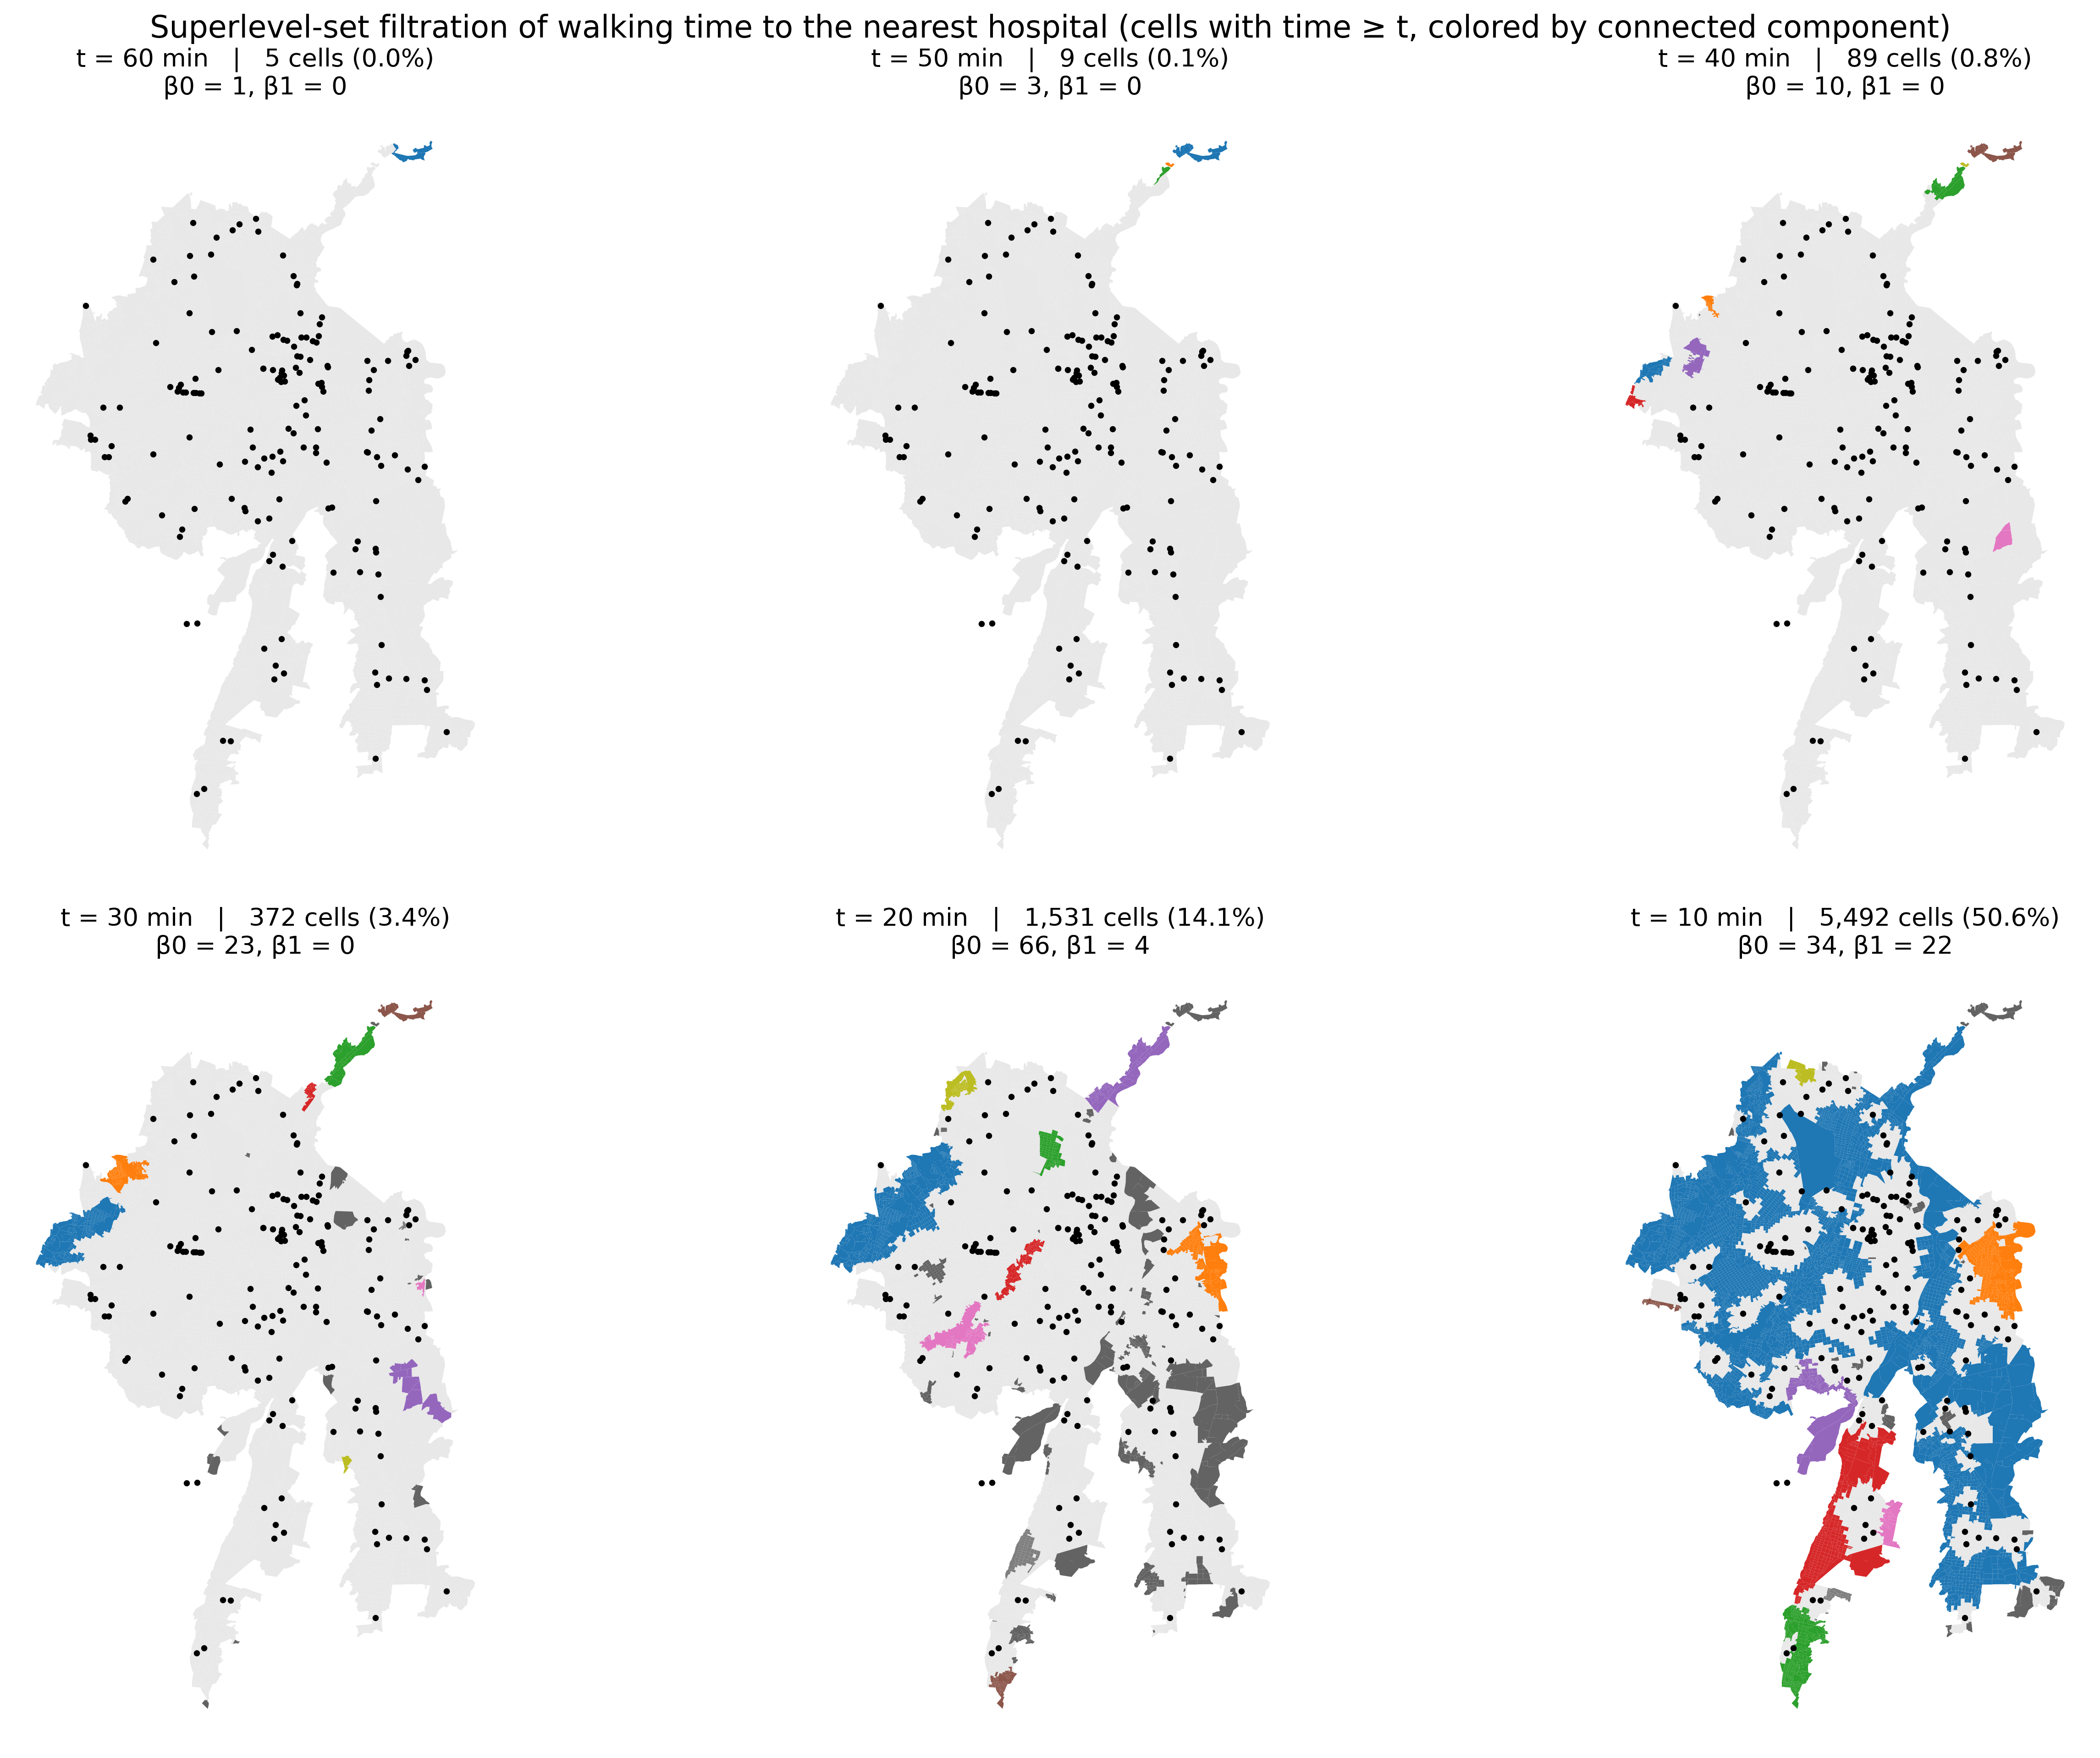 Superlevel-set filtration of walking time to the nearest hospital (cells with time ≥ t, colored by connected component)
t = 60 min | 5 cells (0.0%)
β0 = 1, β1 = 0
t = 50 min | 9 cells (0.1%)
β0 = 3, β1 = 0
t = 40 min | 89 cells (0.8%)
β0 = 10, β1 = 0
t = 30 min | 372 cells (3.4%)
β0 = 23, β1 = 0
t = 20 min | 1,531 cells (14.1%)
β0 = 66, β1 = 4
t = 10 min | 5,492 cells (50.6%)
β0 = 34, β1 = 22